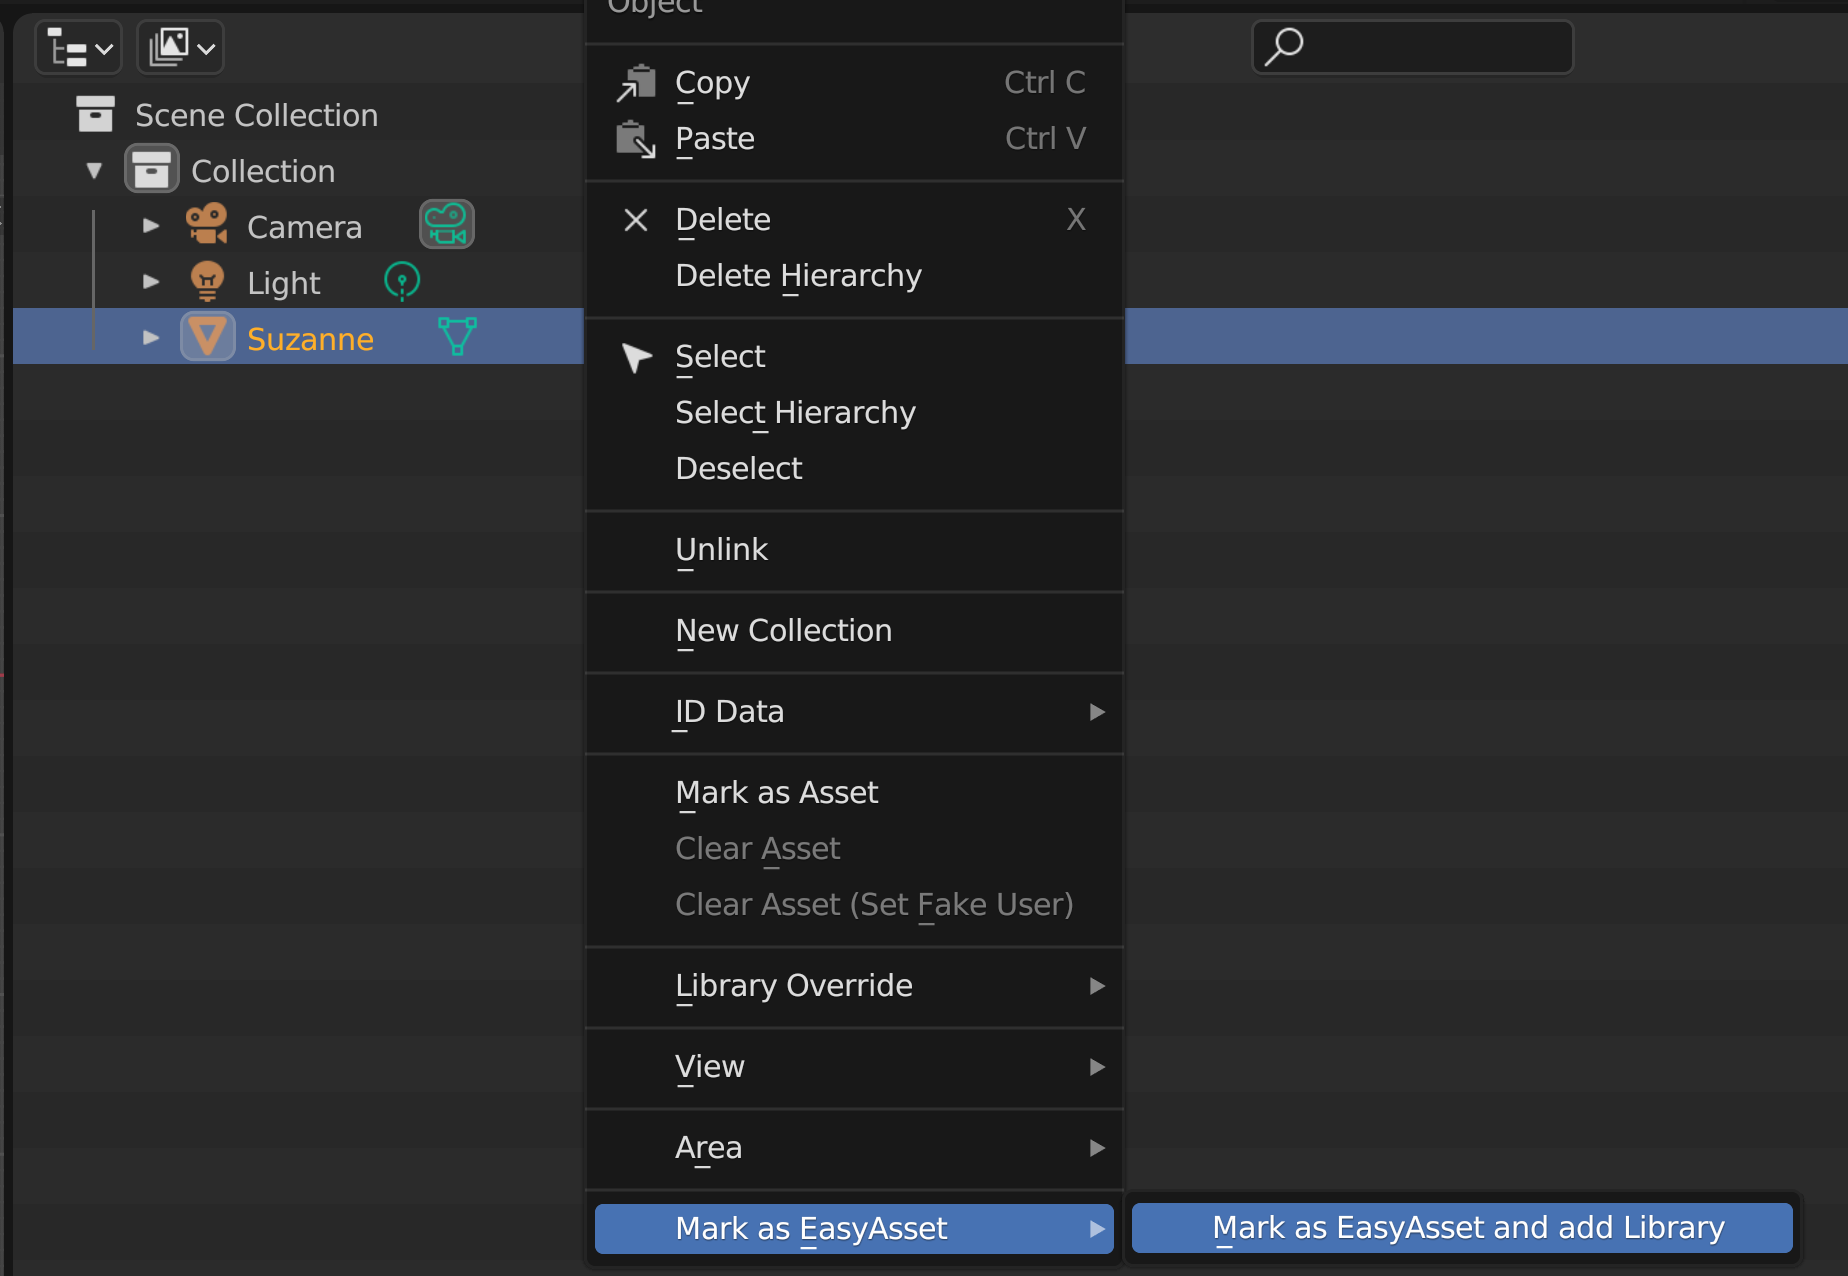 Scene Collection
Collection
Camera
Light
Suzanne
Object
Copy Ctrl C
Paste Ctrl V
Delete X
Delete Hierarchy
Select
Select Hierarchy
Deselect
Unlink
New Collection
ID Data
Mark as Asset
Clear Asset
Clear Asset (Set Fake User)
Library Override
View
Area
Mark as EasyAsset
Mark as EasyAsset and add Library